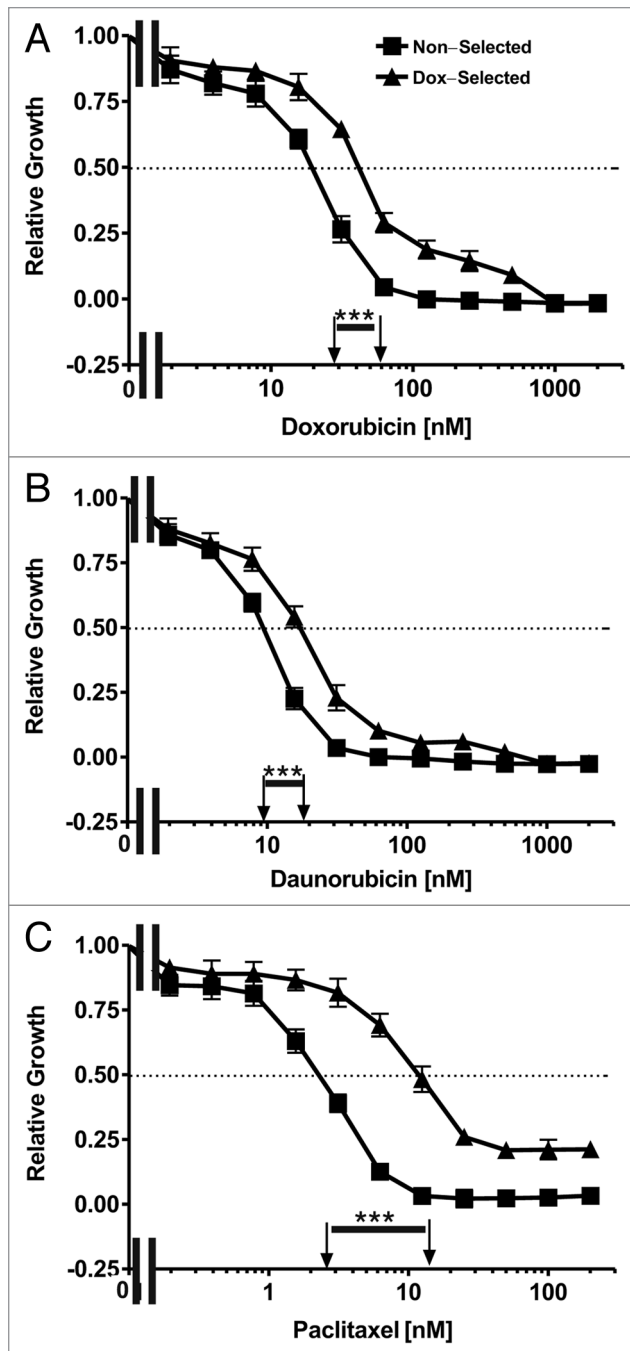 A
1.00
0.75
0.50
0.25
0.00
-0.25
Relative Growth
Non–Selected
Dox–Selected
***
0 10 100 1000
Doxorubicin [nM]
B
1.00
0.75
0.50
0.25
0.00
-0.25
Relative Growth
***
0 10 100 1000
Daunorubicin [nM]
C
1.00
0.75
0.50
0.25
0.00
-0.25
Relative Growth
***
0 1 10 100
Paclitaxel [nM]